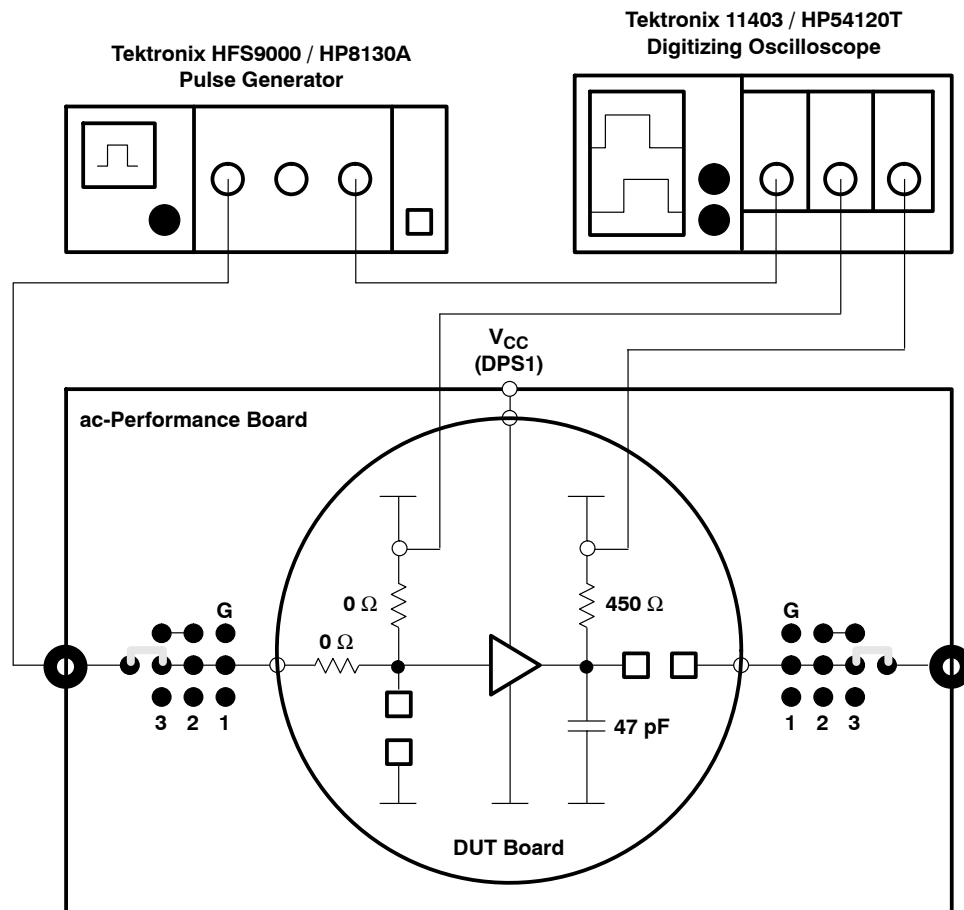 Tektronix 11403 / HP54120T
Digitizing Oscilloscope
Tektronix HFS9000 / HP8130A
Pulse Generator
VCC
(DPS1)
ac-Performance Board
0 Ω
450 Ω
G
G
0 Ω
3 2 1
47 pF
1 2 3
DUT Board